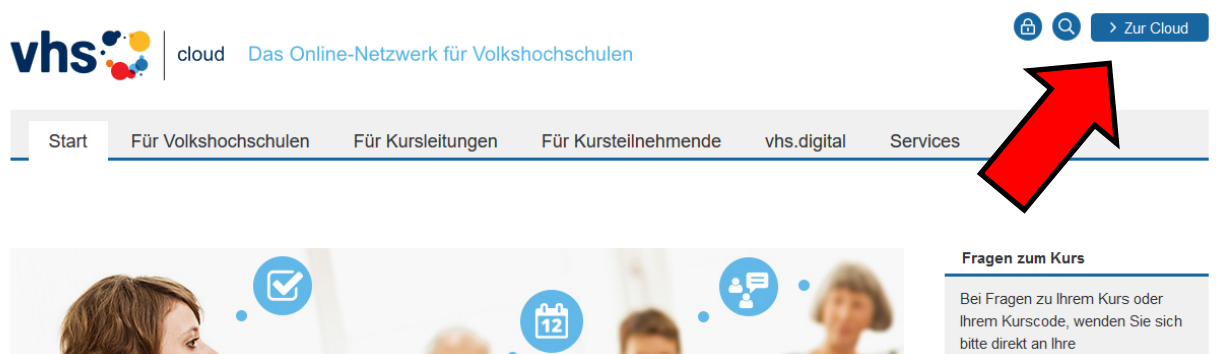 vhs
cloud Das Online-Netzwerk für Volkshochschulen
> Zur Cloud
Start Für Volkshochschulen Für Kursleitungen Für Kursteilnehmende vhs.digital Services
12
Fragen zum Kurs
Bei Fragen zu Ihrem Kurs oder
Ihrem Kurscode, wenden Sie sich
bitte direkt an Ihre